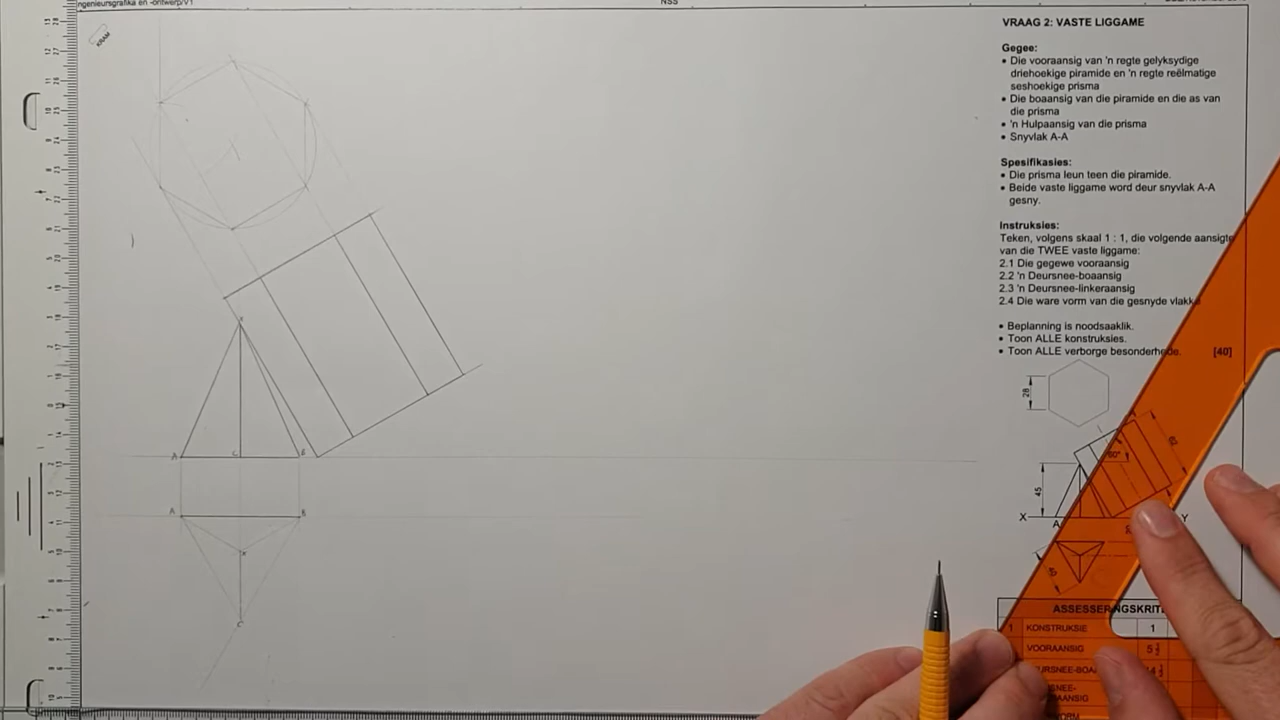 ngenieursgrafika en -ontwerp/V1
NSS
KRAM
VRAAG 2: VASTE LIGGAME
Gegee:
• Die vooraansig van 'n regte gelyksydige
driehoekige piramide en 'n regte reëlmatige
seshoekige prisma
• Die boaansig van die piramide en die as van
die prisma
• 'n Hulpaansig van die prisma
• Snyvlak A-A
Spesifikasies:
• Die prisma leun teen die piramide.
• Beide vaste liggame word deur snyvlak A-A
gesny.
Instruksies:
Teken, volgens skaal 1 : 1, die volgende aansigte
van die TWEE vaste liggame:
2.1 Die gegewe vooraansig
2.2 'n Deursnee-boaansig
2.3 'n Deursnee-linkeraansig
2.4 Die ware vorm van die gesnyde vlakke
• Beplanning is noodsaaklik.
• Toon ALLE konstruksies.
• Toon ALLE verborge besonderhede. [40]
28
60°
45
X
A
Y
A C B
A B
x
C
ASSESSERINGSKRIT
1 KONSTRUKSIE 1
VOORAANSIG 5½